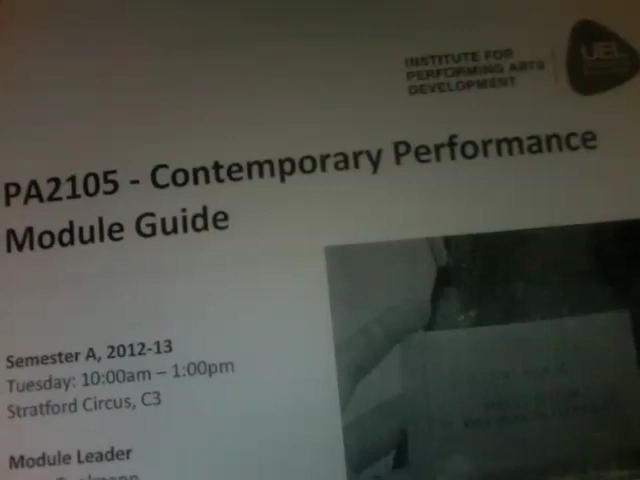 INSTITUTE FOR
PERFORMING ARTS
DEVELOPMENT
UEL
PA2105 - Contemporary Performance
Module Guide
Semester A, 2012-13
Tuesday: 10:00am – 1:00pm
Stratford Circus, C3
Module Leader